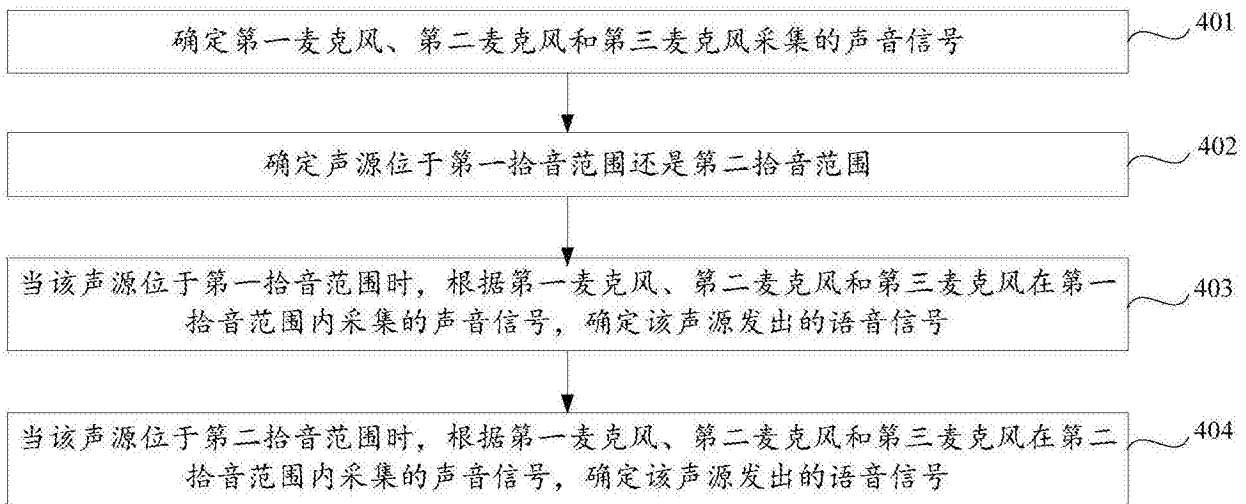 确定第一麦克风、第二麦克风和第三麦克风采集的声音信号
401
确定声源位于第一拾音范围还是第二拾音范围
402
当该声源位于第一拾音范围时，根据第一麦克风、第二麦克风和第三麦克风在第一
拾音范围内采集的声音信号，确定该声源发出的语音信号
403
当该声源位于第二拾音范围时，根据第一麦克风、第二麦克风和第三麦克风在第二
拾音范围内采集的声音信号，确定该声源发出的语音信号
404